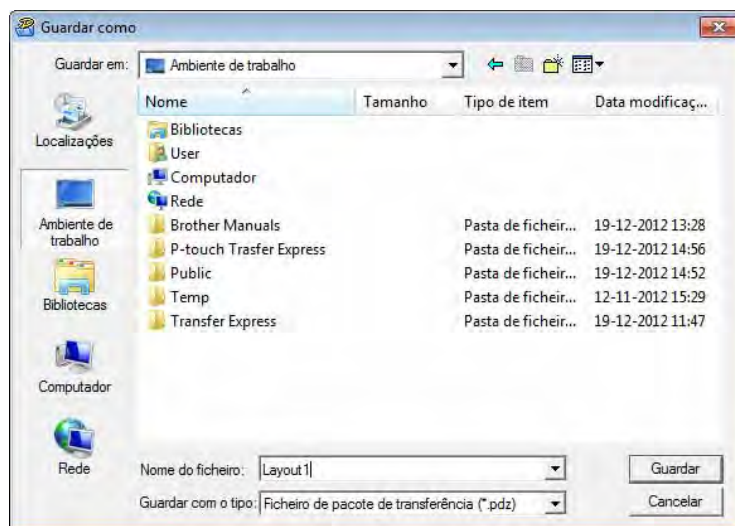 Guardar como
Guardar em: Ambiente de trabalho
Nome Tamanho Tipo de item Data modificaç...
Localizações
Ambiente de trabalho
Bibliotecas
Computador
Rede
Bibliotecas
User
Computador
Rede
Brother Manuals Pasta de ficheir... 19-12-2012 13:28
P-touch Trasfer Express Pasta de ficheir... 19-12-2012 14:56
Public Pasta de ficheir... 19-12-2012 14:52
Temp Pasta de ficheir... 12-11-2012 15:29
Transfer Express Pasta de ficheir... 19-12-2012 11:47
Nome do ficheiro: Layout1 Guardar
Guardar com o tipo: Ficheiro de pacote de transferência (*.pdz) Cancelar